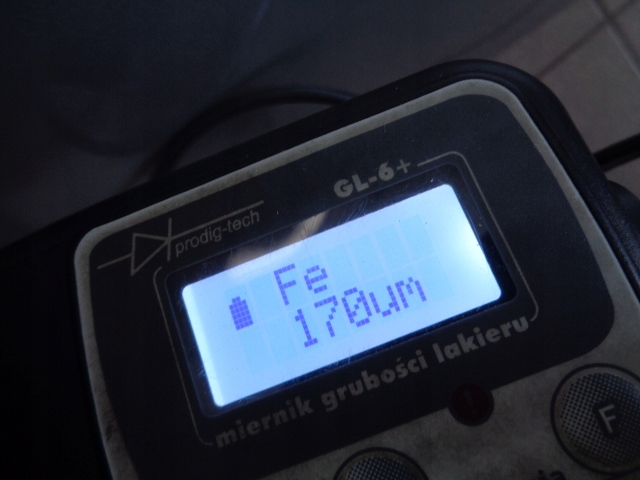 GL-6+
prodig-tech
Fe
170um
miernik grubości lakieru
F